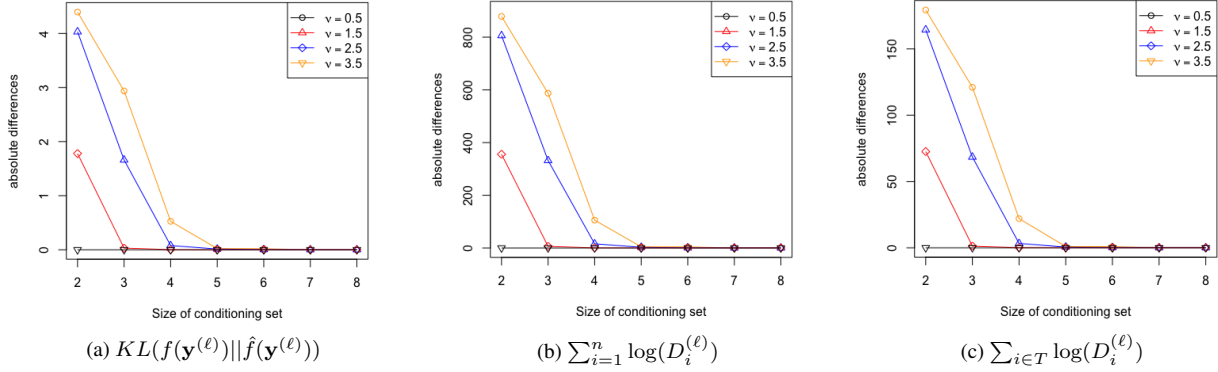 absolute differences
4
3
2
1
0
ν = 0.5
ν = 1.5
ν = 2.5
ν = 3.5
2 3 4 5 6 7 8
Size of conditioning set
(a) KL(f(y^(ℓ))||f̂(y^(ℓ)))
absolute differences
800
600
400
200
0
ν = 0.5
ν = 1.5
ν = 2.5
ν = 3.5
2 3 4 5 6 7 8
Size of conditioning set
(b) ∑_{i=1}^{n} log(D_i^(ℓ))
absolute differences
150
100
50
0
ν = 0.5
ν = 1.5
ν = 2.5
ν = 3.5
2 3 4 5 6 7 8
Size of conditioning set
(c) ∑_{i∈T} log(D_i^(ℓ))